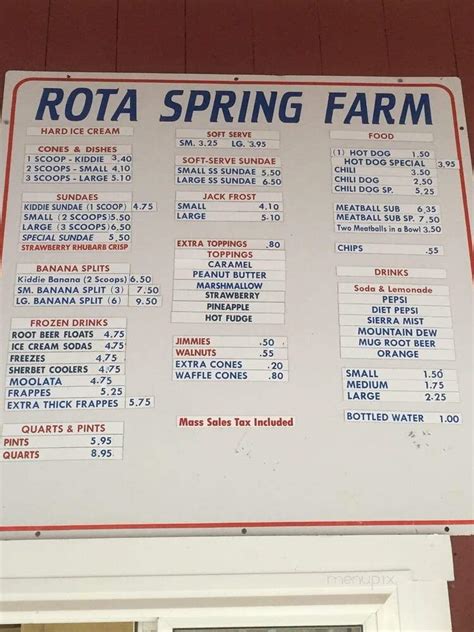 ROTA SPRING FARM
HARD ICE CREAM
CONES & DISHES
1 SCOOP - KIDDIE 3.40
2 SCOOPS - SMALL 4.10
3 SCOOPS - LARGE 5.10
SUNDAES
KIDDIE SUNDAE (1 SCOOP) 4.75
SMALL (2 SCOOPS) 5.50
LARGE (3 SCOOPS) 6.50
SPECIAL SUNDAE 5.50
STRAWBERRY RHUBARB CRISP
BANANA SPLITS
Kiddie Banana (2 Scoops) 6.50
SM. BANANA SPLIT (3) 7.50
LG. BANANA SPLIT (6) 9.50
FROZEN DRINKS
ROOT BEER FLOATS 4.75
ICE CREAM SODAS 4.75
FREEZES 4.75
SHERBET COOLERS 4.75
MOOLATA 4.75
FRAPPES 5.25
EXTRA THICK FRAPPES 5.75
QUARTS & PINTS
PINTS 5.95
QUARTS 8.95
SOFT SERVE
SM. 3.25 LG. 3.95
SOFT-SERVE SUNDAE
SMALL SS SUNDAE 5.50
LARGE SS SUNDAE 6.50
JACK FROST
SMALL 4.10
LARGE 5.10
EXTRA TOPPINGS .80
TOPPINGS
CARAMEL
PEANUT BUTTER
MARSHMALLOW
STRAWBERRY
PINEAPPLE
HOT FUDGE
JIMMIES .50
WALNUTS .55
EXTRA CONES .20
WAFFLE CONES .80
Mass Sales Tax Included
FOOD
(1) HOT DOG 1.50
HOT DOG SPECIAL 3.95
CHILI 3.50
CHILI DOG 2.50
CHILI DOG SP. 5.25
MEATBALL SUB 6.35
MEATBALL SUB SP. 7.50
Two Meatballs in a Bowl 3.50
CHIPS .55
DRINKS
Soda & Lemonade
PEPSI
DIET PEPSI
SIERRA MIST
MOUNTAIN DEW
MUG ROOT BEER
ORANGE
SMALL 1.50
MEDIUM 1.75
LARGE 2.25
BOTTLED WATER 1.00
menupix